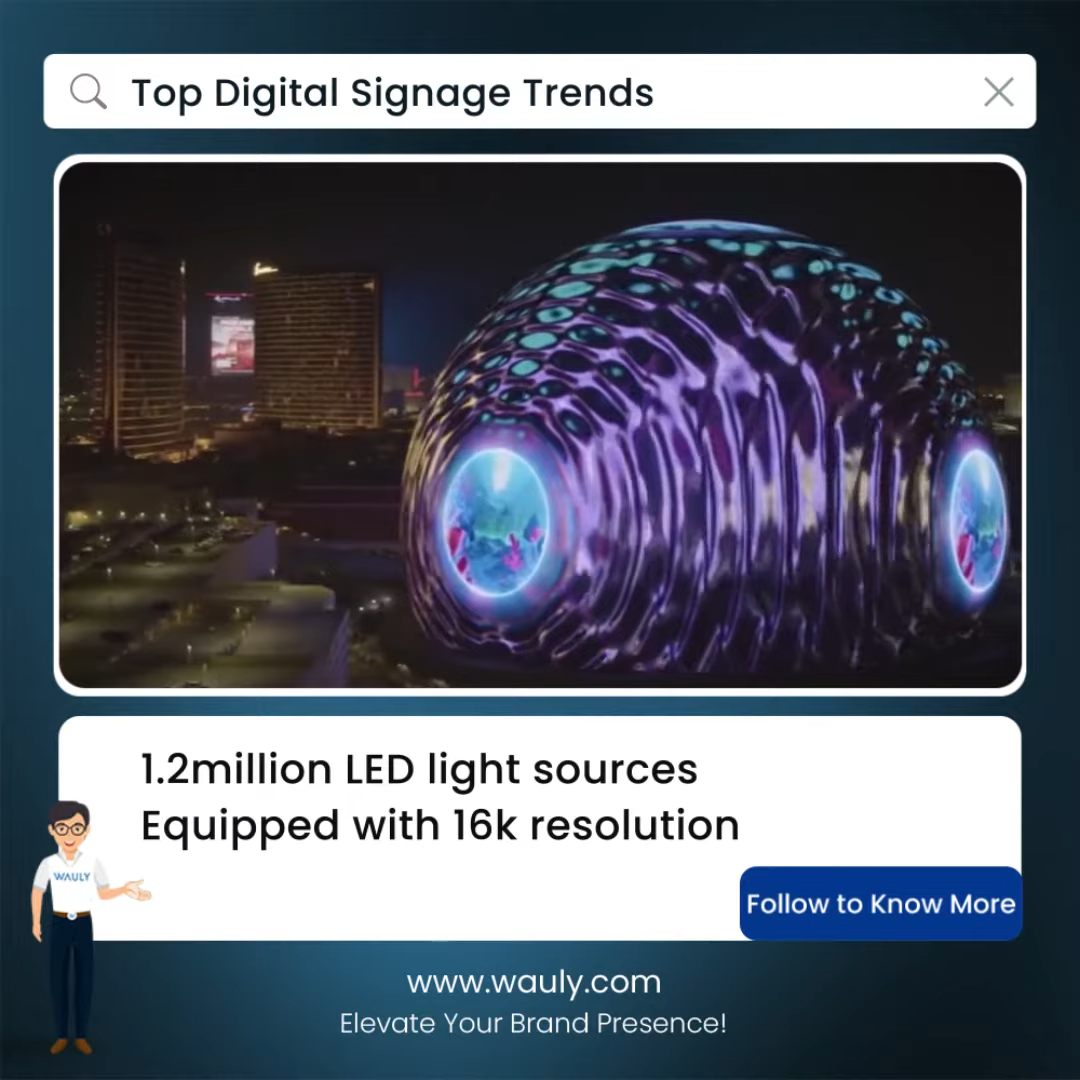 Top Digital Signage Trends
1.2million LED light sources
Equipped with 16k resolution
WAULY
Follow to Know More
www.wauly.com
Elevate Your Brand Presence!